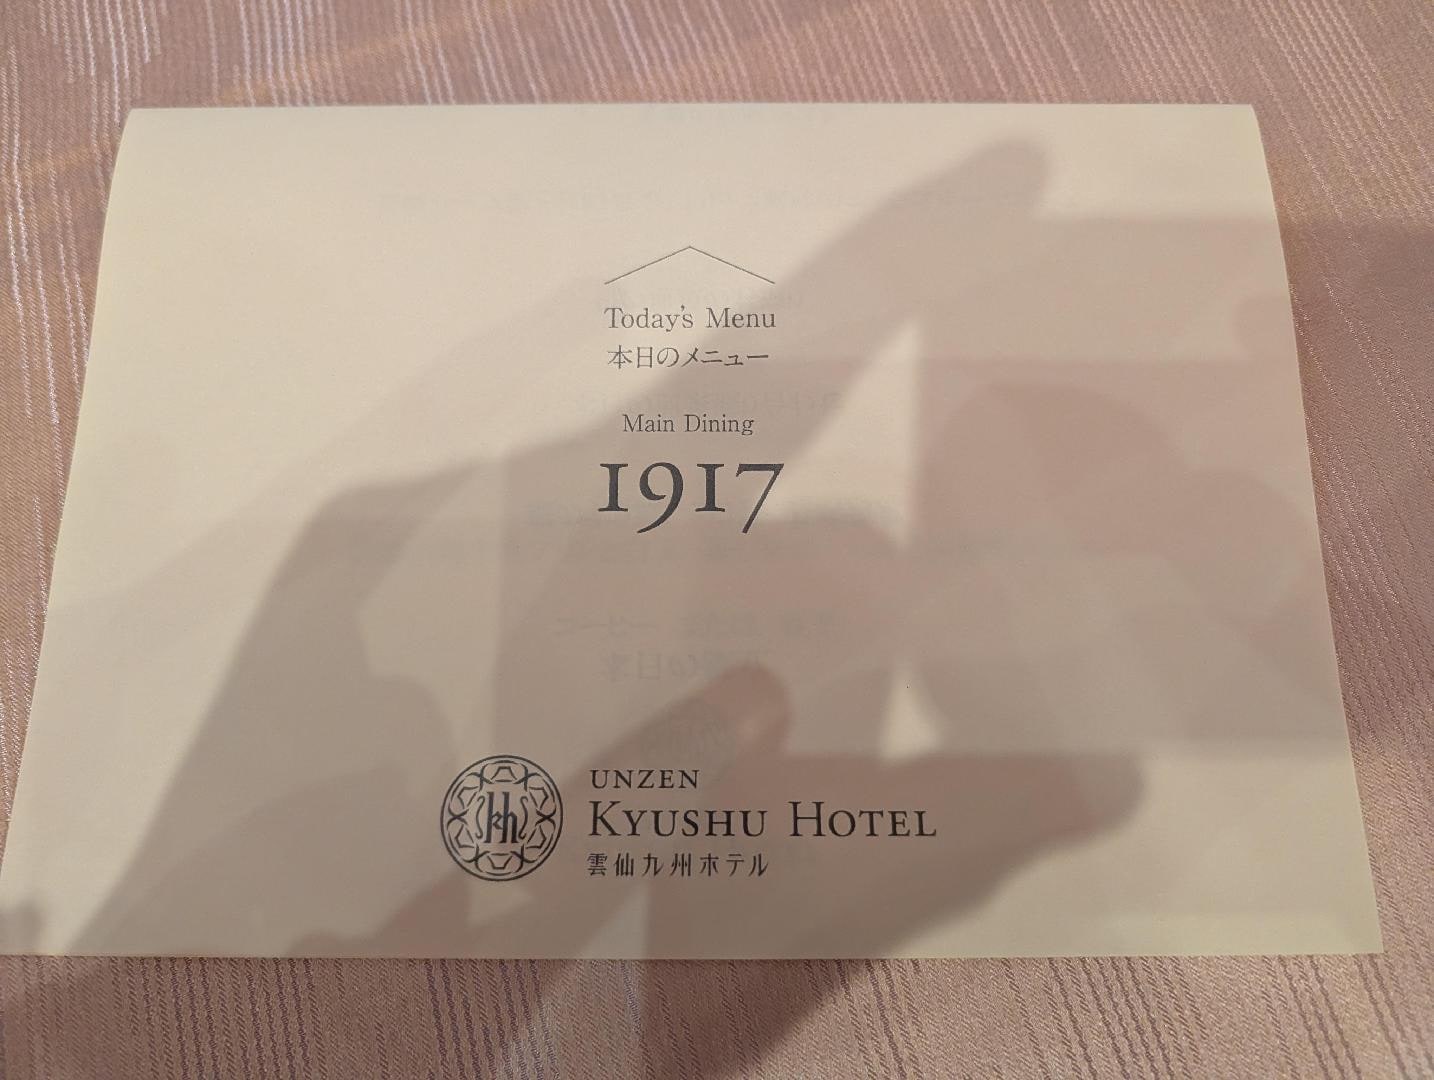 Today's Menu
本日のメニュー
Main Dining
1917
kh
UNZEN
KYUSHU HOTEL
雲仙九州ホテル